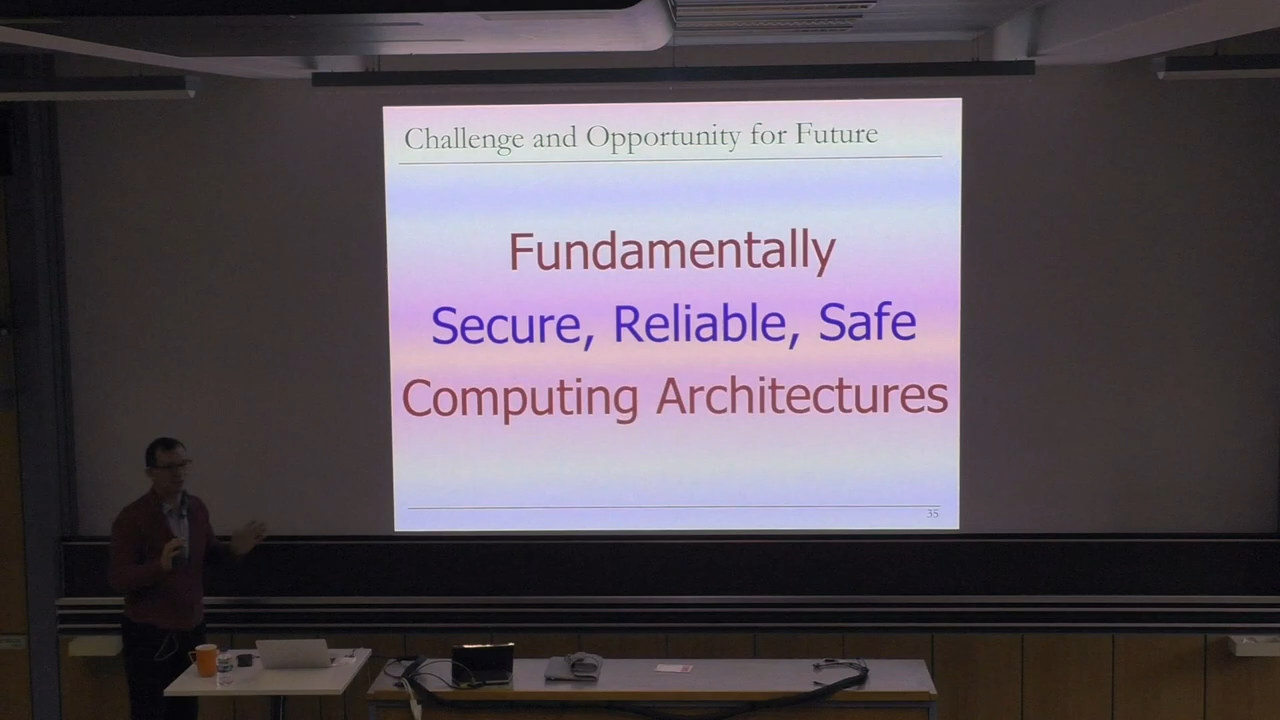 Challenge and Opportunity for Future
Fundamentally
Secure, Reliable, Safe
Computing Architectures
35